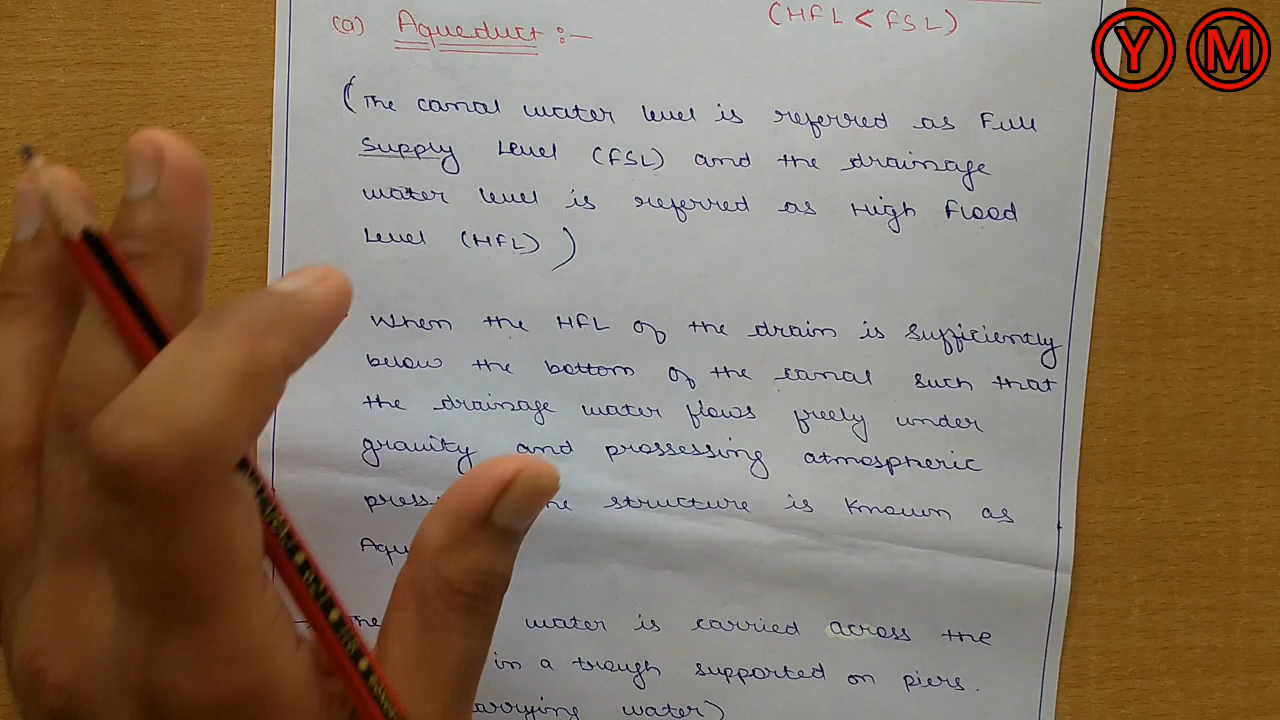 (HFL < FSL)
(a) Aqueduct :-
(The canal water level is referred as Full
Supply Level (FSL) and the drainage
water level is referred as High Flood
Level (HFL))
When the HFL of the drain is sufficiently
below the bottom of the canal such that
the drainage water flows freely under
gravity and prossessing atmospheric
structure is known as
water is carried across the
in a trough supported on piers.
water)
Y M